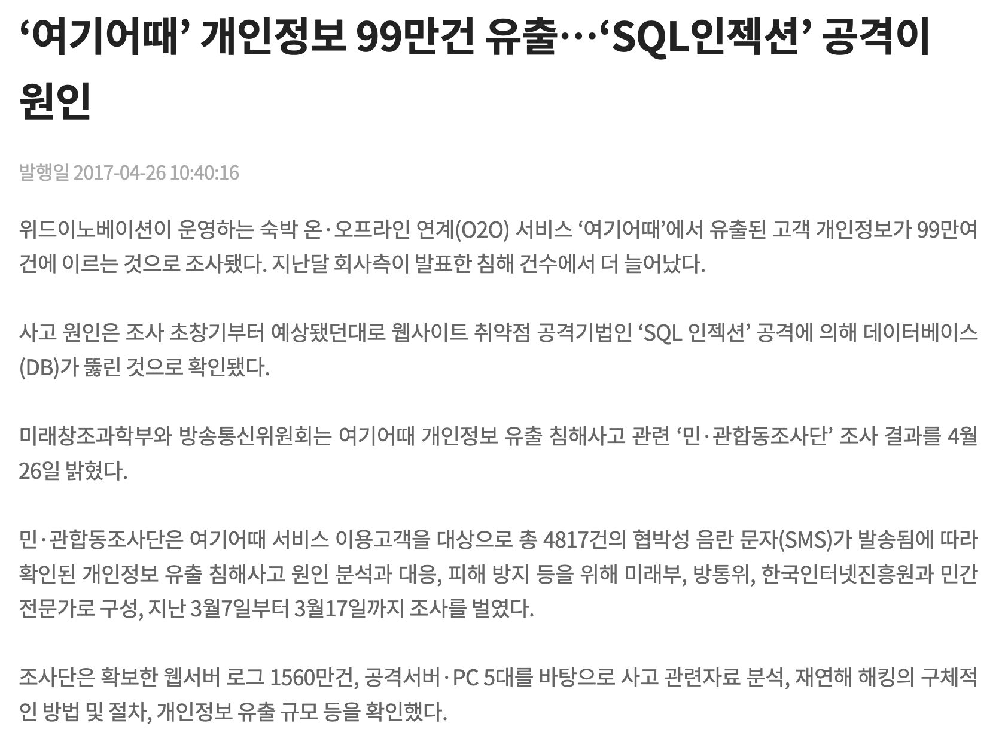 ‘여기어때’ 개인정보 99만건 유출…‘SQL인젝션’ 공격이
원인
발행일 2017-04-26 10:40:16
위드이노베이션이 운영하는 숙박 온·오프라인 연계(O2O) 서비스 ‘여기어때’에서 유출된 고객 개인정보가 99만여
건에 이르는 것으로 조사됐다. 지난달 회사측이 발표한 침해 건수에서 더 늘어났다.
사고 원인은 조사 초창기부터 예상됐던대로 웹사이트 취약점 공격기법인 ‘SQL 인젝션’ 공격에 의해 데이터베이스
(DB)가 뚫린 것으로 확인됐다.
미래창조과학부와 방송통신위원회는 여기어때 개인정보 유출 침해사고 관련 ‘민·관합동조사단’ 조사 결과를 4월
26일 밝혔다.
민·관합동조사단은 여기어때 서비스 이용고객을 대상으로 총 4817건의 협박성 음란 문자(SMS)가 발송됨에 따라
확인된 개인정보 유출 침해사고 원인 분석과 대응, 피해 방지 등을 위해 미래부, 방통위, 한국인터넷진흥원과 민간
전문가로 구성, 지난 3월7일부터 3월17일까지 조사를 벌였다.
조사단은 확보한 웹서버 로그 1560만건, 공격서버·PC 5대를 바탕으로 사고 관련자료 분석, 재연해 해킹의 구체적
인 방법 및 절차, 개인정보 유출 규모 등을 확인했다.